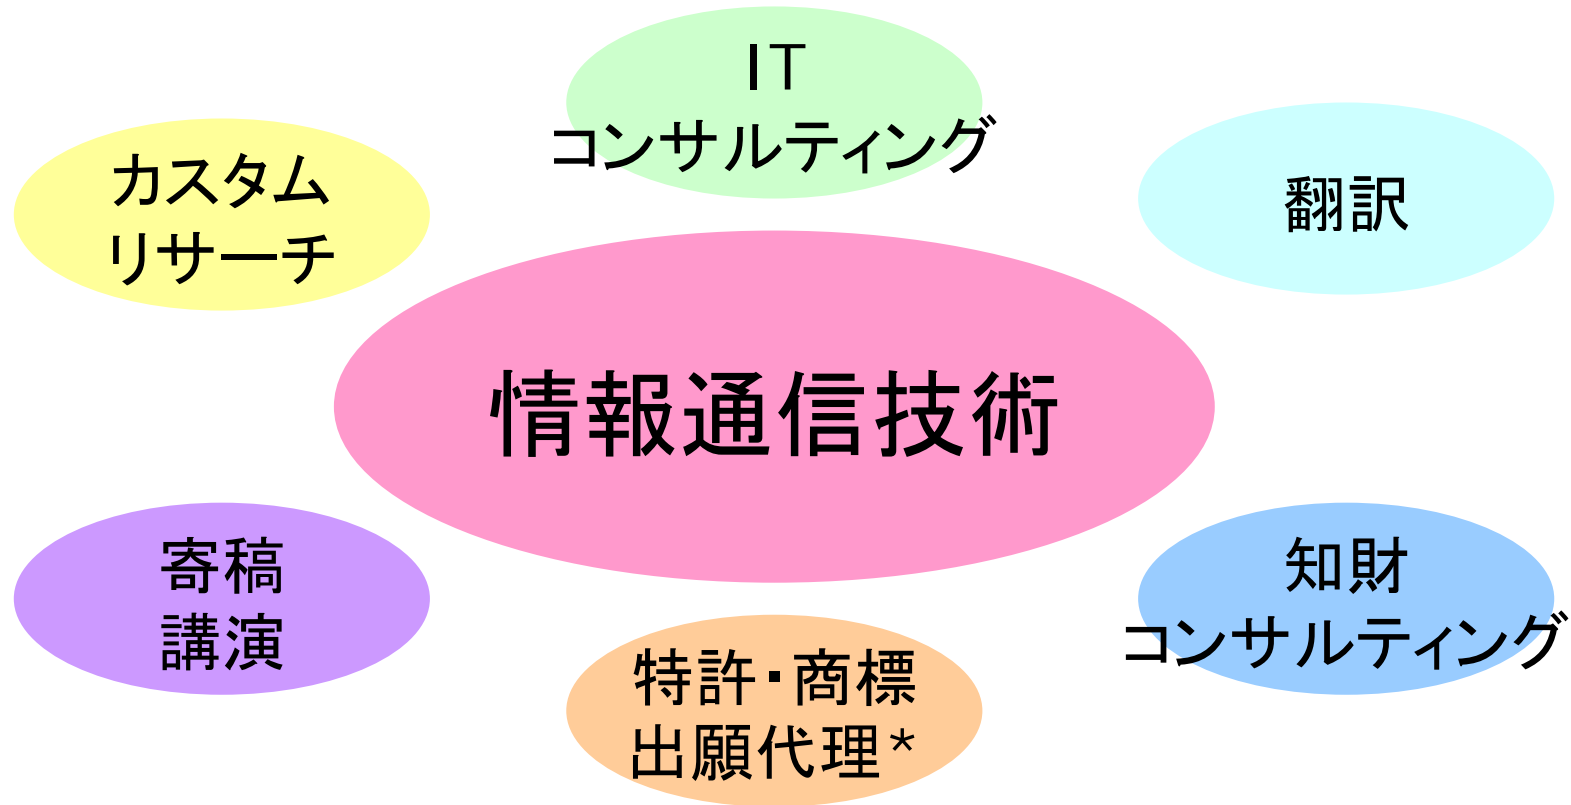 IT
コンサルティング
カスタム
リサーチ
翻訳
情報通信技術
寄稿
講演
知財
コンサルティング
特許・商標
出願代理*